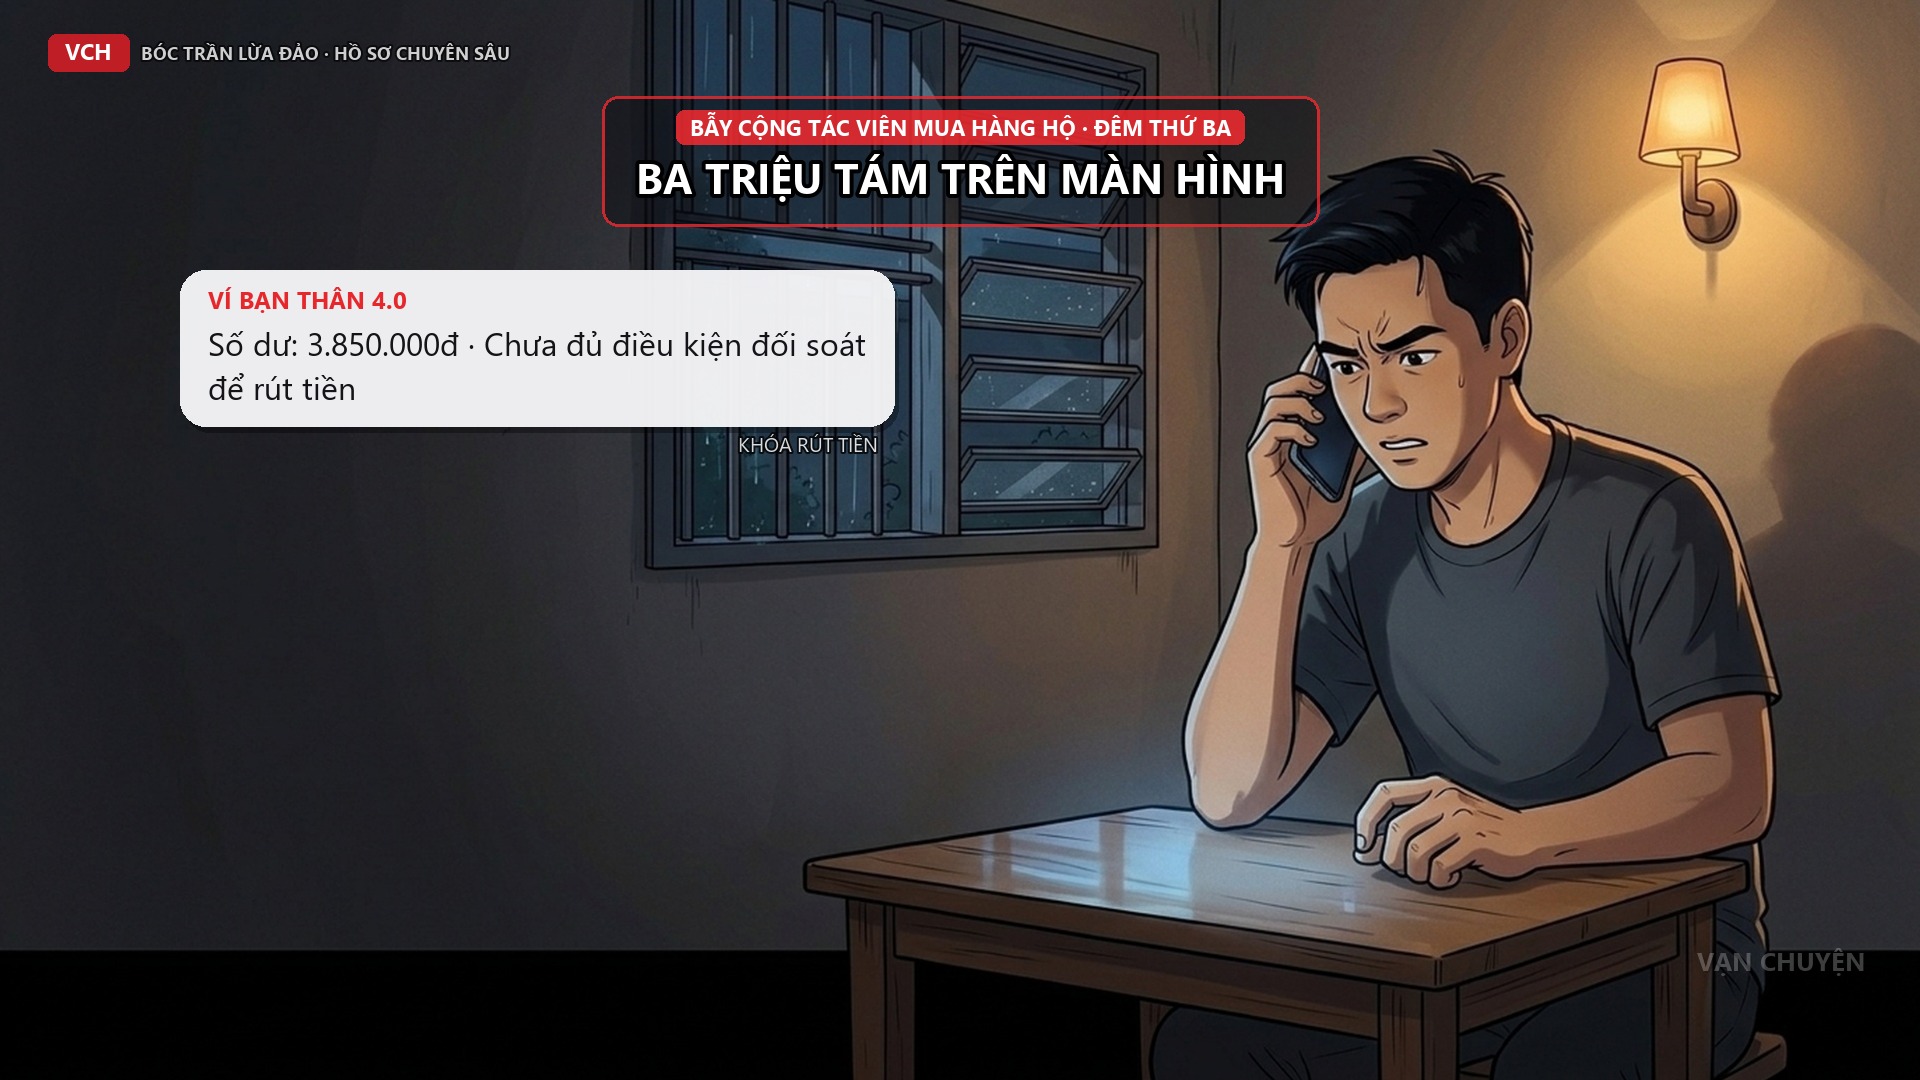 VCH BÓC TRẦN LỪA ĐẢO · HỒ SƠ CHUYÊN SÂU
BẪY CỘNG TÁC VIÊN MUA HÀNG HỘ · ĐÊM THỨ BA
BA TRIỆU TÁM TRÊN MÀN HÌNH
VÍ BẠN THÂN 4.0
Số dư: 3.850.000đ · Chưa đủ điều kiện đối soát
để rút tiền
KHÓA RÚT TIỀN
VẠN CHUYỆN